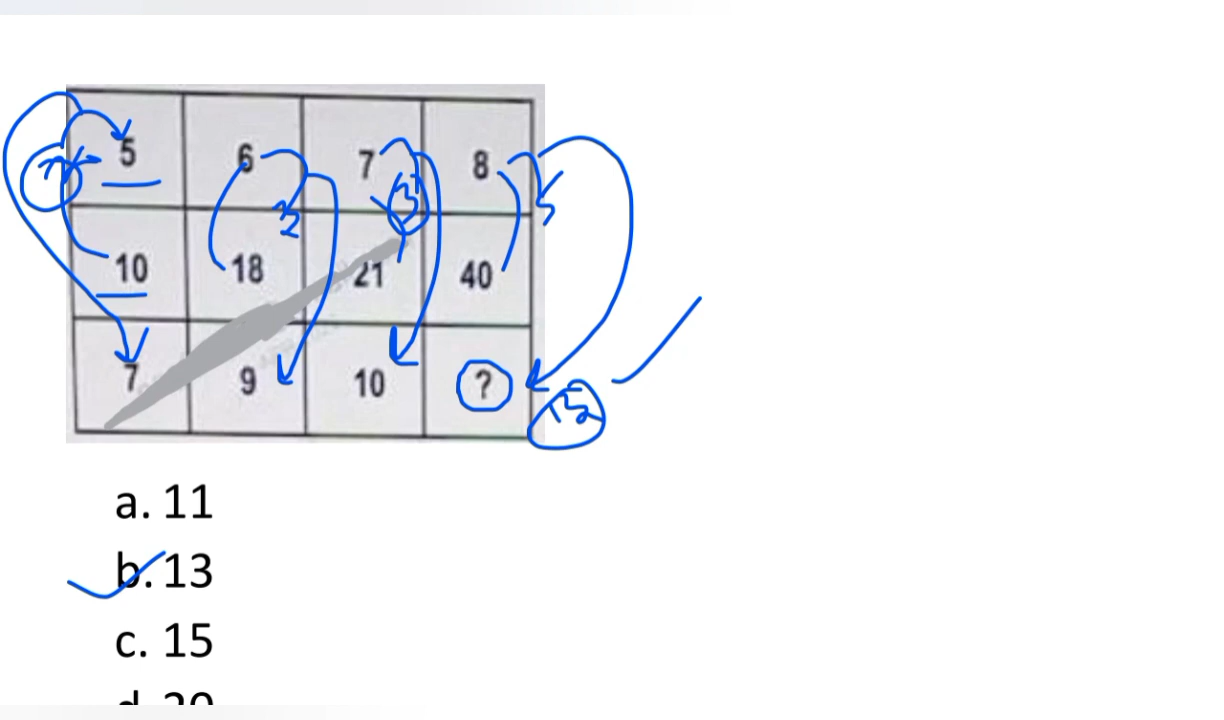 5 6 7 8
10 18 21 40
7 9 10 ?
a. 11
b. 13
c. 15